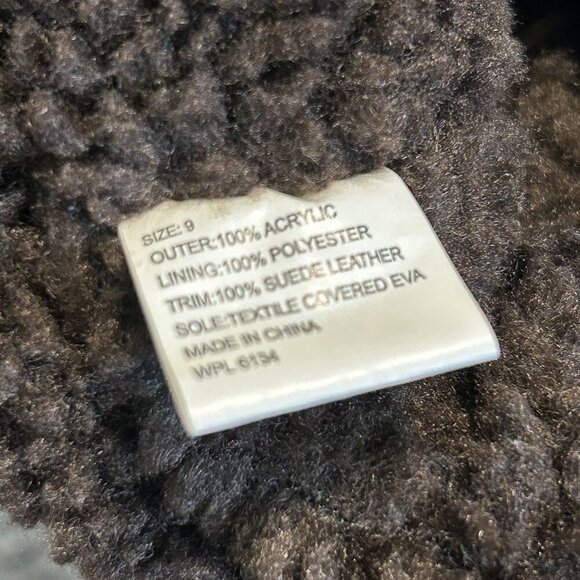 SIZE: 9
OUTER:100% ACRYLIC
LINING:100% POLYESTER
TRIM:100% SUEDE LEATHER
SOLE:TEXTILE COVERED EVA
MADE IN CHINA
WPL 6134